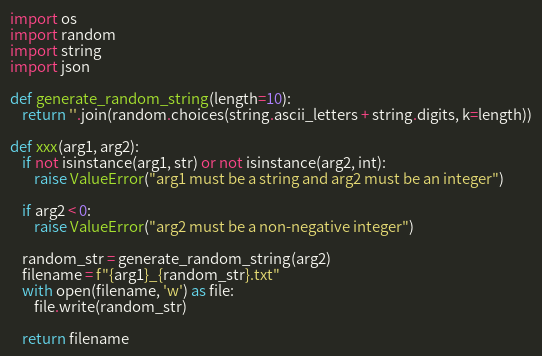 import os
import random
import string
import json

def generate_random_string(length=10):
    return ''.join(random.choices(string.ascii_letters + string.digits, k=length))

def xxx(arg1, arg2):
    if not isinstance(arg1, str) or not isinstance(arg2, int):
        raise ValueError("arg1 must be a string and arg2 must be an integer")

    if arg2 < 0:
        raise ValueError("arg2 must be a non-negative integer")

    random_str = generate_random_string(arg2)
    filename = f"{arg1}_{random_str}.txt"
    with open(filename, 'w') as file:
        file.write(random_str)

    return filename